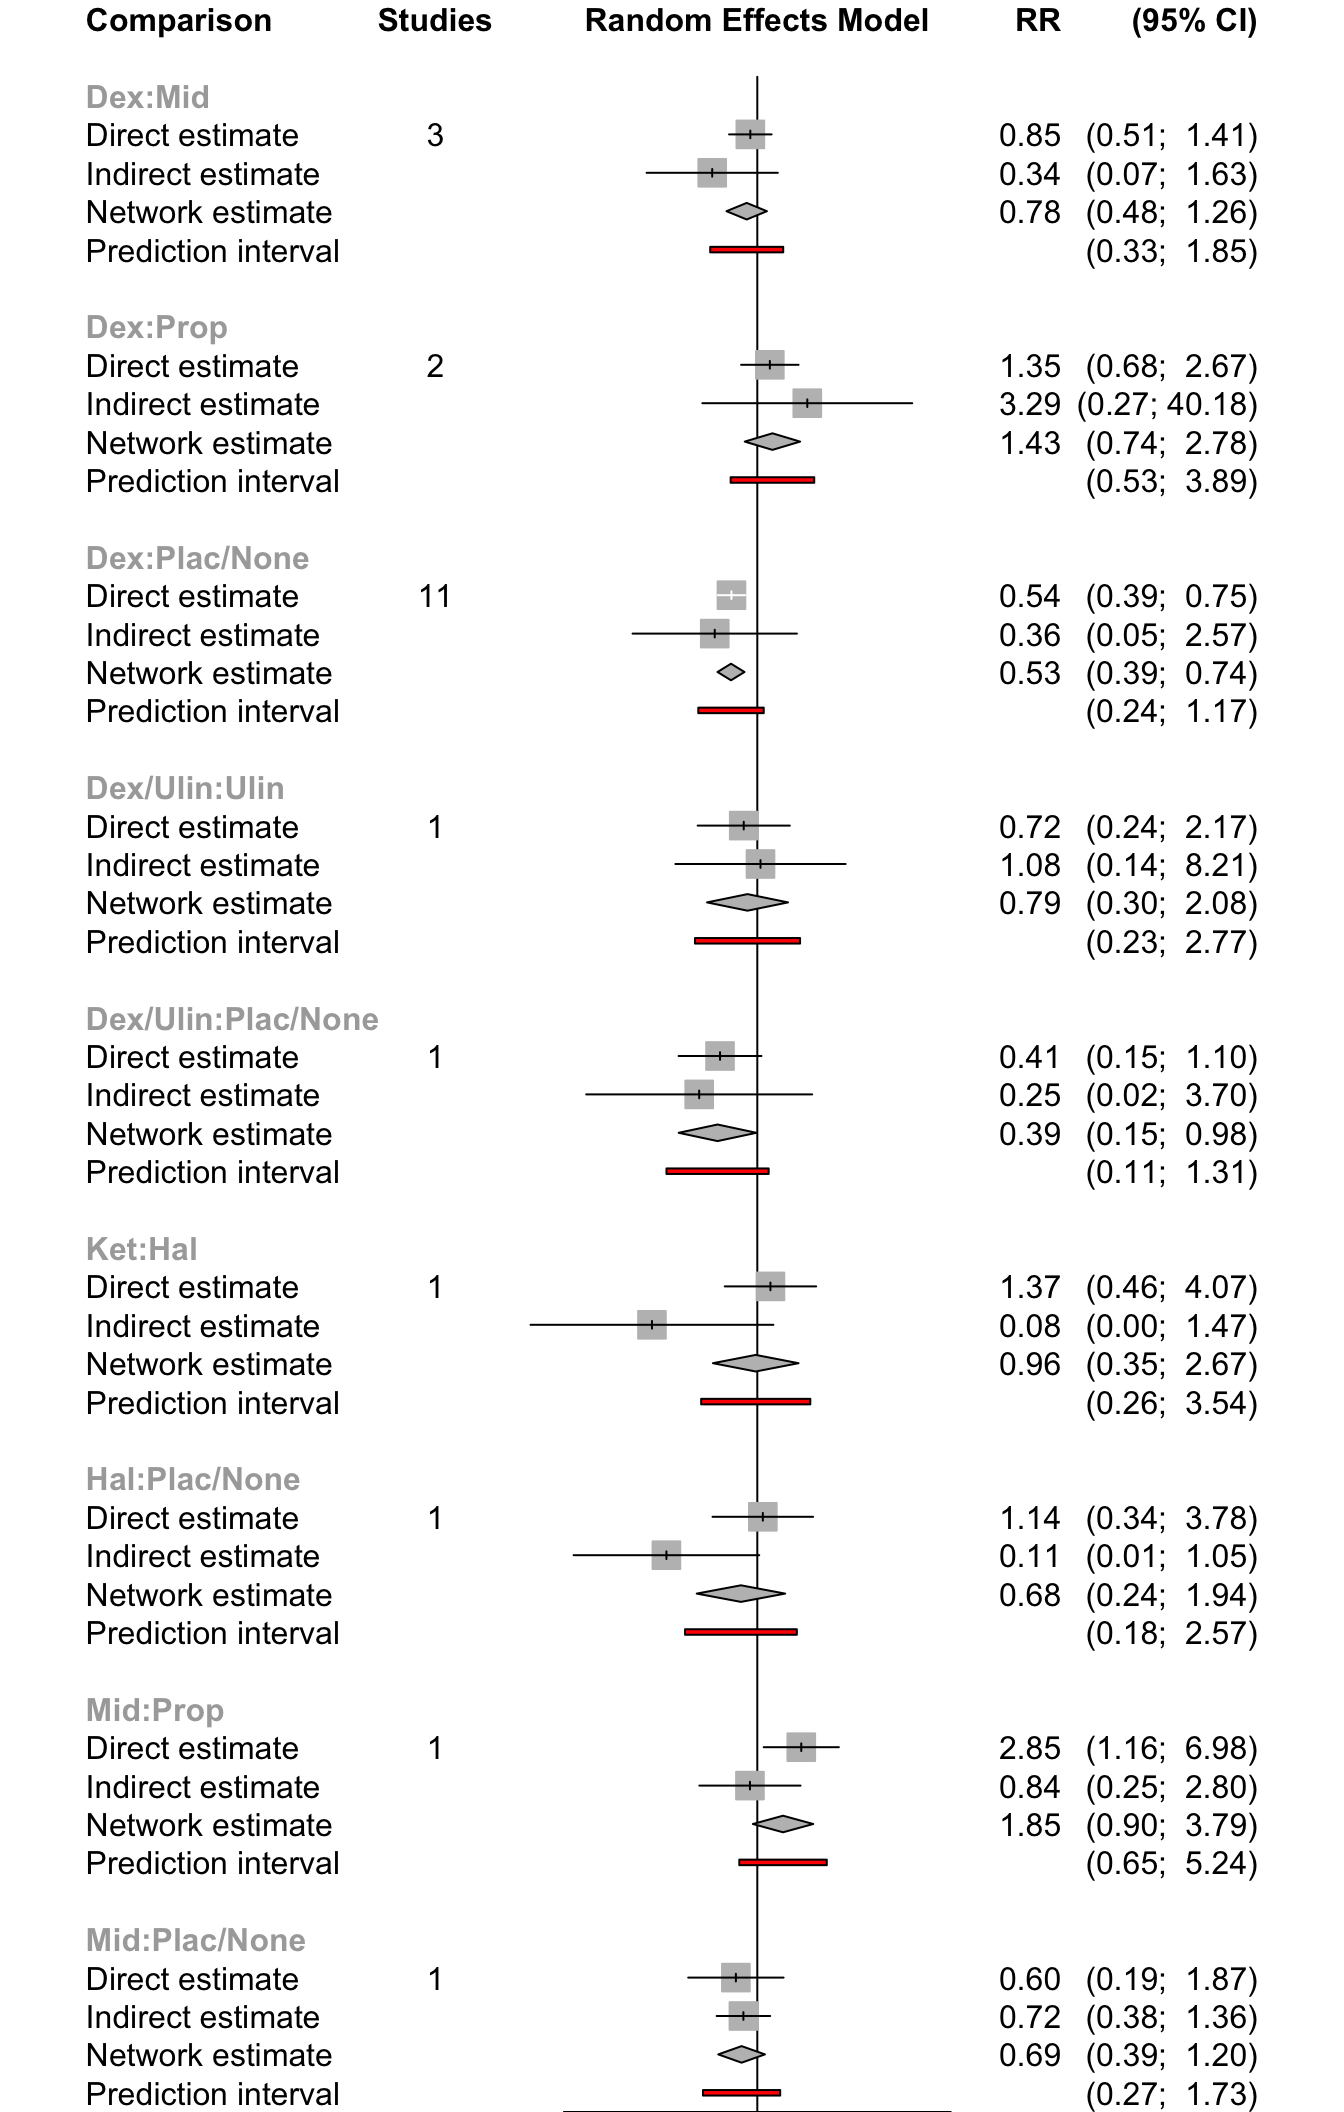 Comparison Studies Random Effects Model RR (95% CI)
Dex:Mid
Direct estimate 3 0.85 (0.51; 1.41)
Indirect estimate 0.34 (0.07; 1.63)
Network estimate 0.78 (0.48; 1.26)
Prediction interval (0.33; 1.85)
Dex:Prop
Direct estimate 2 1.35 (0.68; 2.67)
Indirect estimate 3.29 (0.27; 40.18)
Network estimate 1.43 (0.74; 2.78)
Prediction interval (0.53; 3.89)
Dex:Plac/None
Direct estimate 11 0.54 (0.39; 0.75)
Indirect estimate 0.36 (0.05; 2.57)
Network estimate 0.53 (0.39; 0.74)
Prediction interval (0.24; 1.17)
Dex/Ulin:Ulin
Direct estimate 1 0.72 (0.24; 2.17)
Indirect estimate 1.08 (0.14; 8.21)
Network estimate 0.79 (0.30; 2.08)
Prediction interval (0.23; 2.77)
Dex/Ulin:Plac/None
Direct estimate 1 0.41 (0.15; 1.10)
Indirect estimate 0.25 (0.02; 3.70)
Network estimate 0.39 (0.15; 0.98)
Prediction interval (0.11; 1.31)
Ket:Hal
Direct estimate 1 1.37 (0.46; 4.07)
Indirect estimate 0.08 (0.00; 1.47)
Network estimate 0.96 (0.35; 2.67)
Prediction interval (0.26; 3.54)
Hal:Plac/None
Direct estimate 1 1.14 (0.34; 3.78)
Indirect estimate 0.11 (0.01; 1.05)
Network estimate 0.68 (0.24; 1.94)
Prediction interval (0.18; 2.57)
Mid:Prop
Direct estimate 1 2.85 (1.16; 6.98)
Indirect estimate 0.84 (0.25; 2.80)
Network estimate 1.85 (0.90; 3.79)
Prediction interval (0.65; 5.24)
Mid:Plac/None
Direct estimate 1 0.60 (0.19; 1.87)
Indirect estimate 0.72 (0.38; 1.36)
Network estimate 0.69 (0.39; 1.20)
Prediction interval (0.27; 1.73)